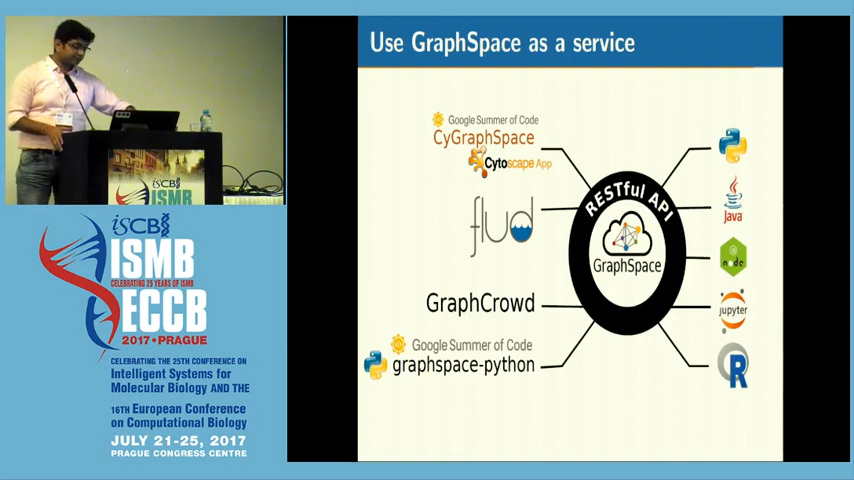 Use GraphSpace as a service
Google Summer of Code
CyGraphSpace
Cytoscape App
flud
GraphCrowd
Google Summer of Code
graphspace-python
RESTful API
GraphSpace
Java
node
jupyter
R
iSCB
ISMB
iSCB
ISMB
CELEBRATING 25 YEARS OF ISMB
ECCB
2017 • PRAGUE
CELEBRATING THE 25TH CONFERENCE ON
Intelligent Systems for
Molecular Biology AND THE
16TH European Conference
on Computational Biology
JULY 21-25, 2017
PRAGUE CONGRESS CENTRE